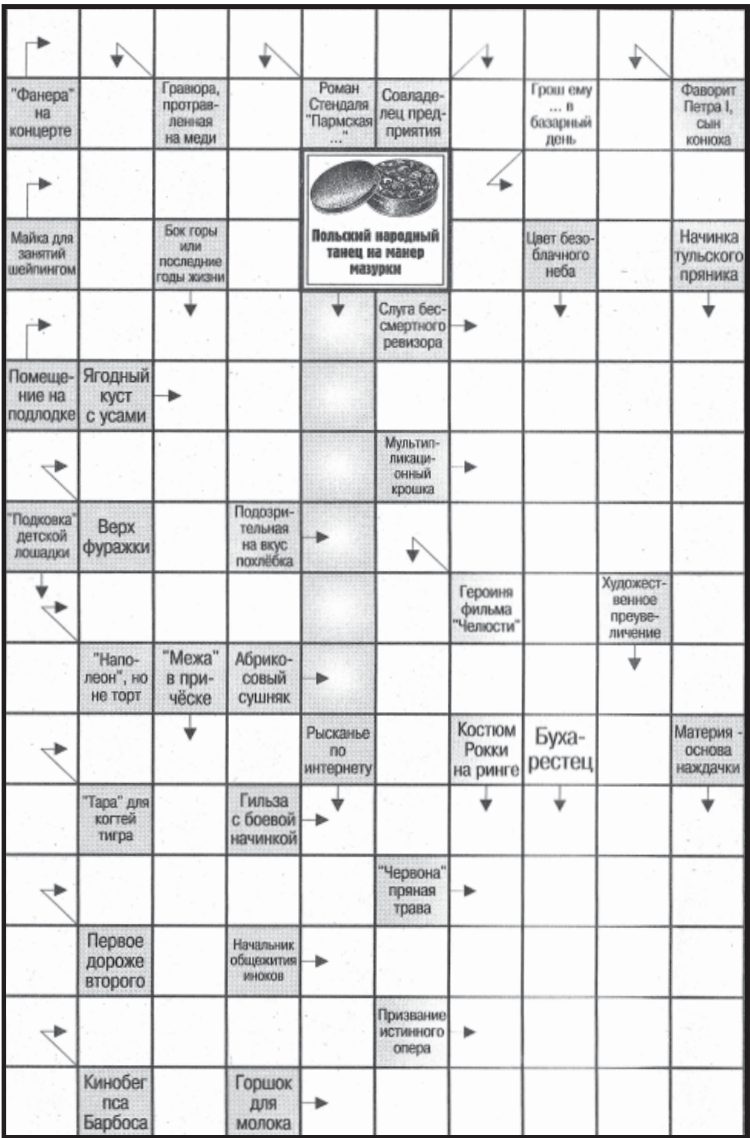 "Фанера"
на
концерте
Гравюра,
протрав-
ленная
на меди
Роман
Стендаля
"Пармская
..."
Совладе-
лец пред-
приятия
Грош ему
... в
базарный
день
Фаворит
Петра I,
сын
конюха
Польский народный
танец на манер
мазурки
Майка для
занятий
шейпингом
Бок горы
или
последние
годы жизни
Цвет безо-
блачного
неба
Начинка
тульского
пряника
Слуга бес-
смертного
ревизора
Помеще-
ние на
подлодке
Ягодный
куст
с усами
Мультип-
ликаци-
онный
крошка
"Подковка"
детской
лошадки
Верх
фуражки
Подозри-
тельная
на вкус
похлёбка
Героиня
фильма
"Челюсти"
Художест-
венное
преуве-
личение
"Напо-
леон", но
не торт
"Межа"
в при-
чёске
Абрико-
совый
сушняк
Рысканье
по
интернету
Костюм
Рокки
на ринге
Буха-
рестец
Материя -
основа
наждачки
"Тара" для
когтей
тигра
Гильза
с боевой
начинкой
"Червона"
пряная
трава
Первое
дороже
второго
Начальник
общежития
иноков
Призвание
истинного
опера
Кинобег
пса
Барбоса
Горшок
для
молока